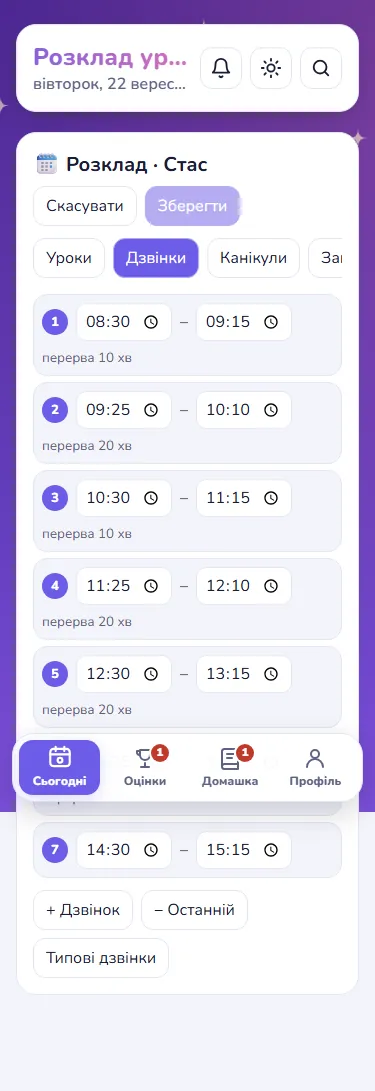 Розклад ур...
вівторок, 22 верес...
Розклад · Стас
Скасувати Зберегти
Уроки Дзвінки Канікули
1 08:30 – 09:15
перерва 10 хв
2 09:25 – 10:10
перерва 20 хв
3 10:30 – 11:15
перерва 10 хв
4 11:25 – 12:10
перерва 20 хв
5 12:30 – 13:15
перерва 20 хв
1 1
Сьогодні Оцінки Домашка Профіль
7 14:30 – 15:15
+ Дзвінок – Останній
Типові дзвінки